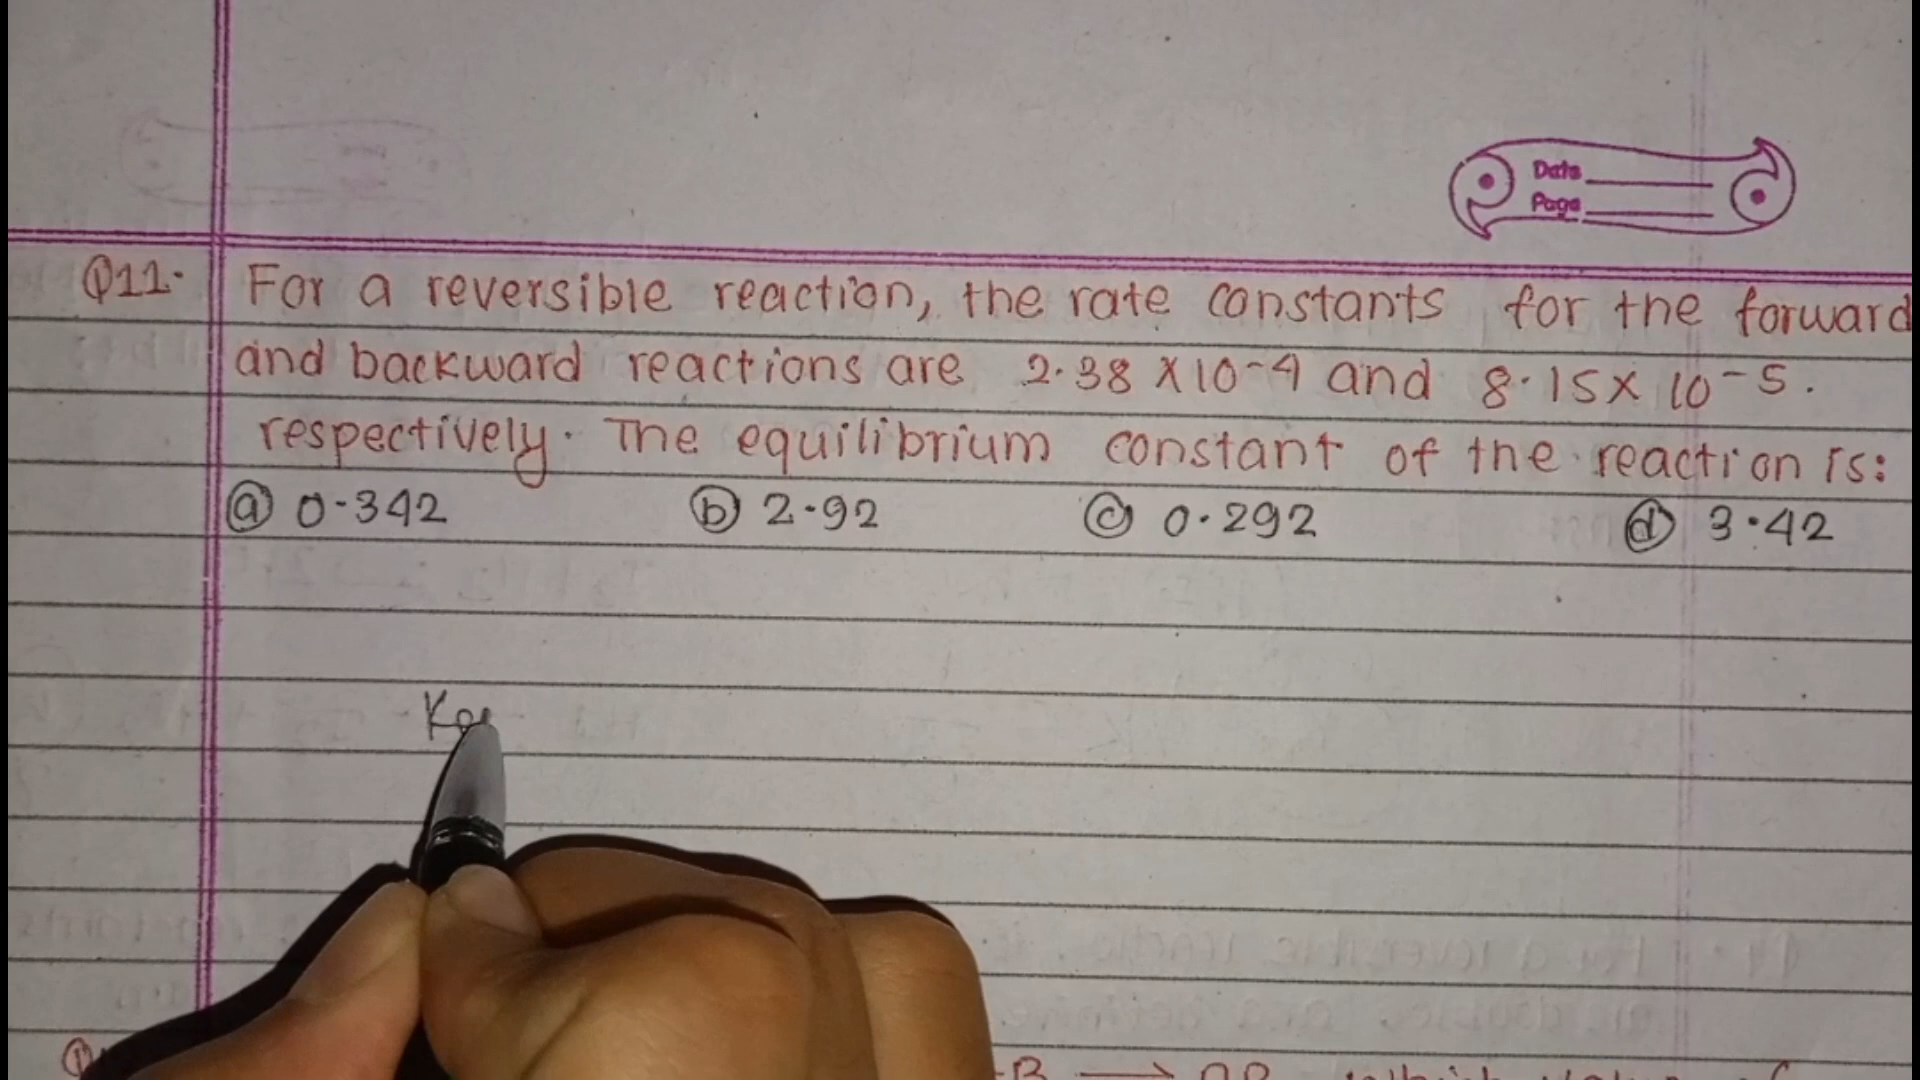 Date
Page
Q11. For a reversible reaction, the rate constants for the forward
and backward reactions are 2.38 X10-4 and 8.15x 10-5.
respectively. The equilibrium constant of the reaction is:
(a) 0.342 (b) 2.92 (c) 0.292 (d) 3.42